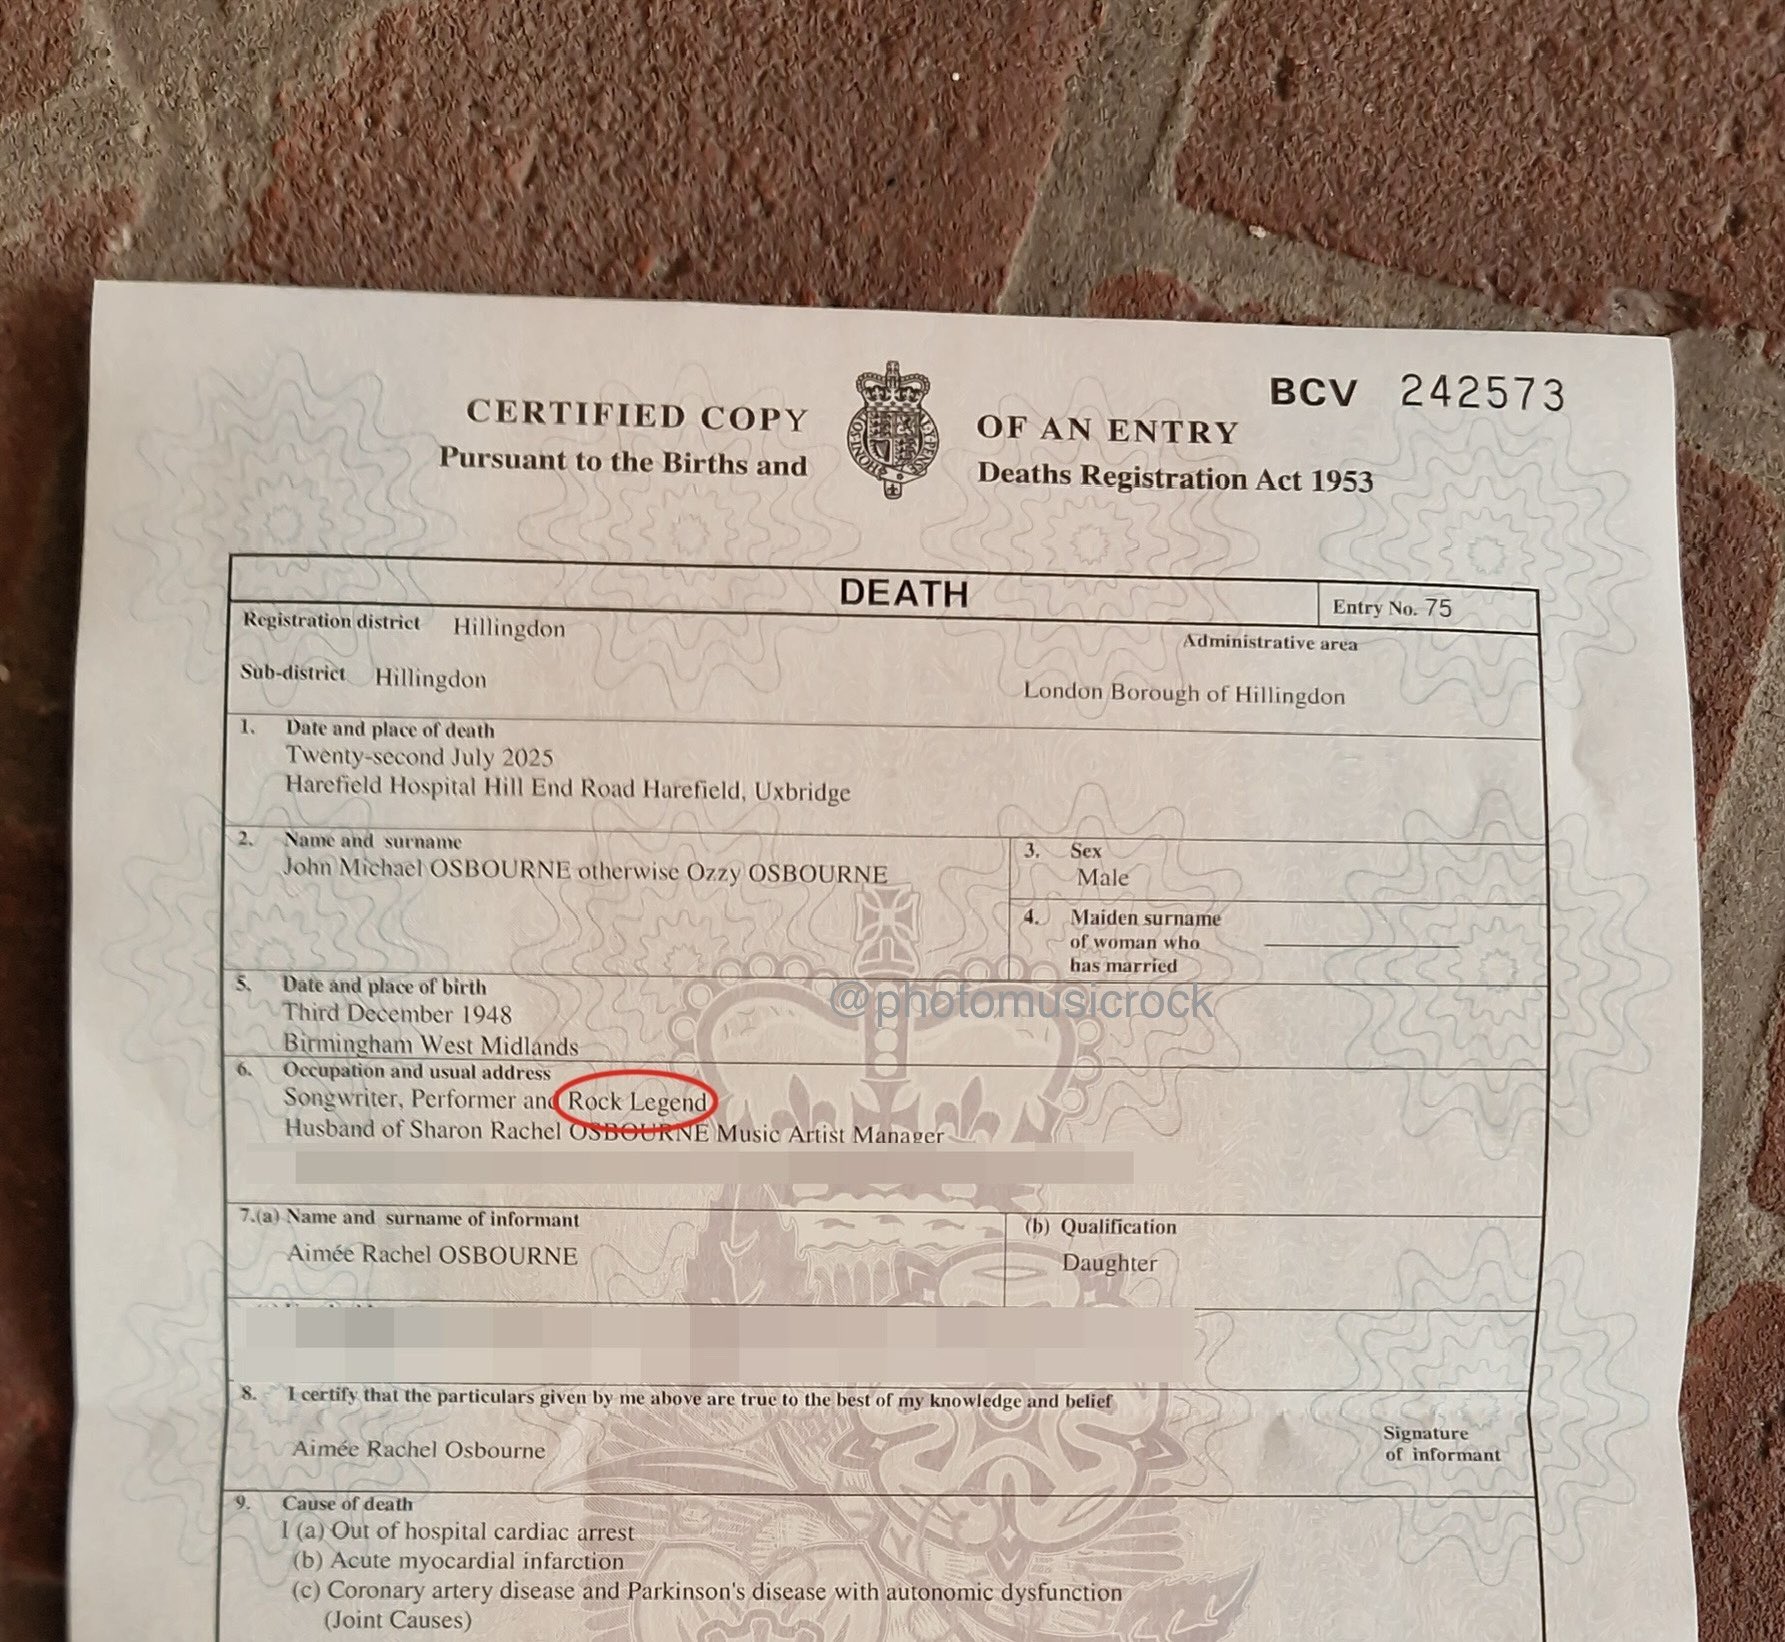 BCV 242573
CERTIFIED COPY OF AN ENTRY
Pursuant to the Births and Deaths Registration Act 1953
DEATH
Entry No. 75
Registration district Hillingdon
Administrative area
Sub-district Hillingdon
London Borough of Hillingdon
1. Date and place of death
Twenty-second July 2025
Harefield Hospital Hill End Road Harefield, Uxbridge
2. Name and surname
John Michael OSBOURNE otherwise Ozzy OSBOURNE
3. Sex
Male
4. Maiden surname
of woman who
has married
5. Date and place of birth
Third December 1948
Birmingham West Midlands
@photomusicrock
6. Occupation and usual address
Songwriter, Performer and Rock Legend
Husband of Sharon Rachel OSBOURNE Music Artist Manager
7.(a) Name and surname of informant
Aimée Rachel OSBOURNE
(b) Qualification
Daughter
8. I certify that the particulars given by me above are true to the best of my knowledge and belief
Aimée Rachel Osbourne
Signature
of informant
9. Cause of death
I (a) Out of hospital cardiac arrest
(b) Acute myocardial infarction
(c) Coronary artery disease and Parkinson's disease with autonomic dysfunction
(Joint Causes)